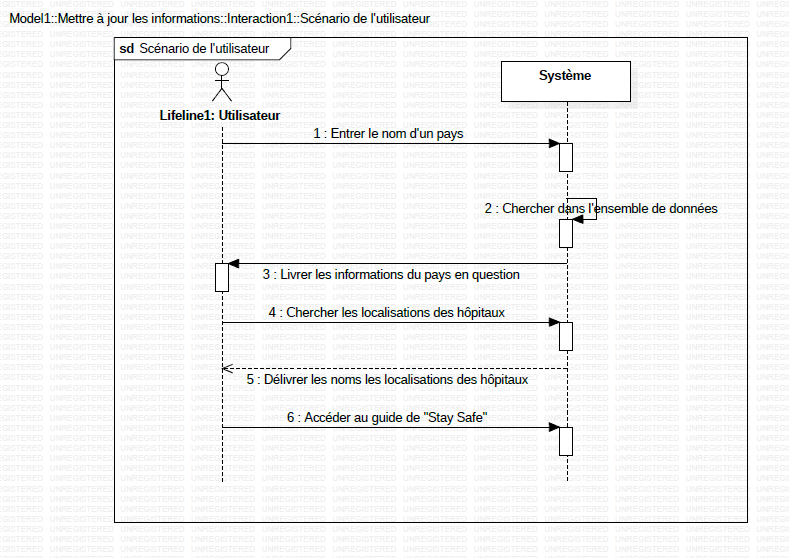 Model1::Mettre à jour les informations::Interaction1::Scénario de l'utilisateur
sd Scénario de l'utilisateur
Système
Lifeline1: Utilisateur
1 : Entrer le nom d'un pays
2 : Chercher dans l'ensemble de données
3 : Livrer les informations du pays en question
4 : Chercher les localisations des hôpitaux
5 : Délivrer les noms les localisations des hôpitaux
6 : Accéder au guide de "Stay Safe"
UNREGISTERED